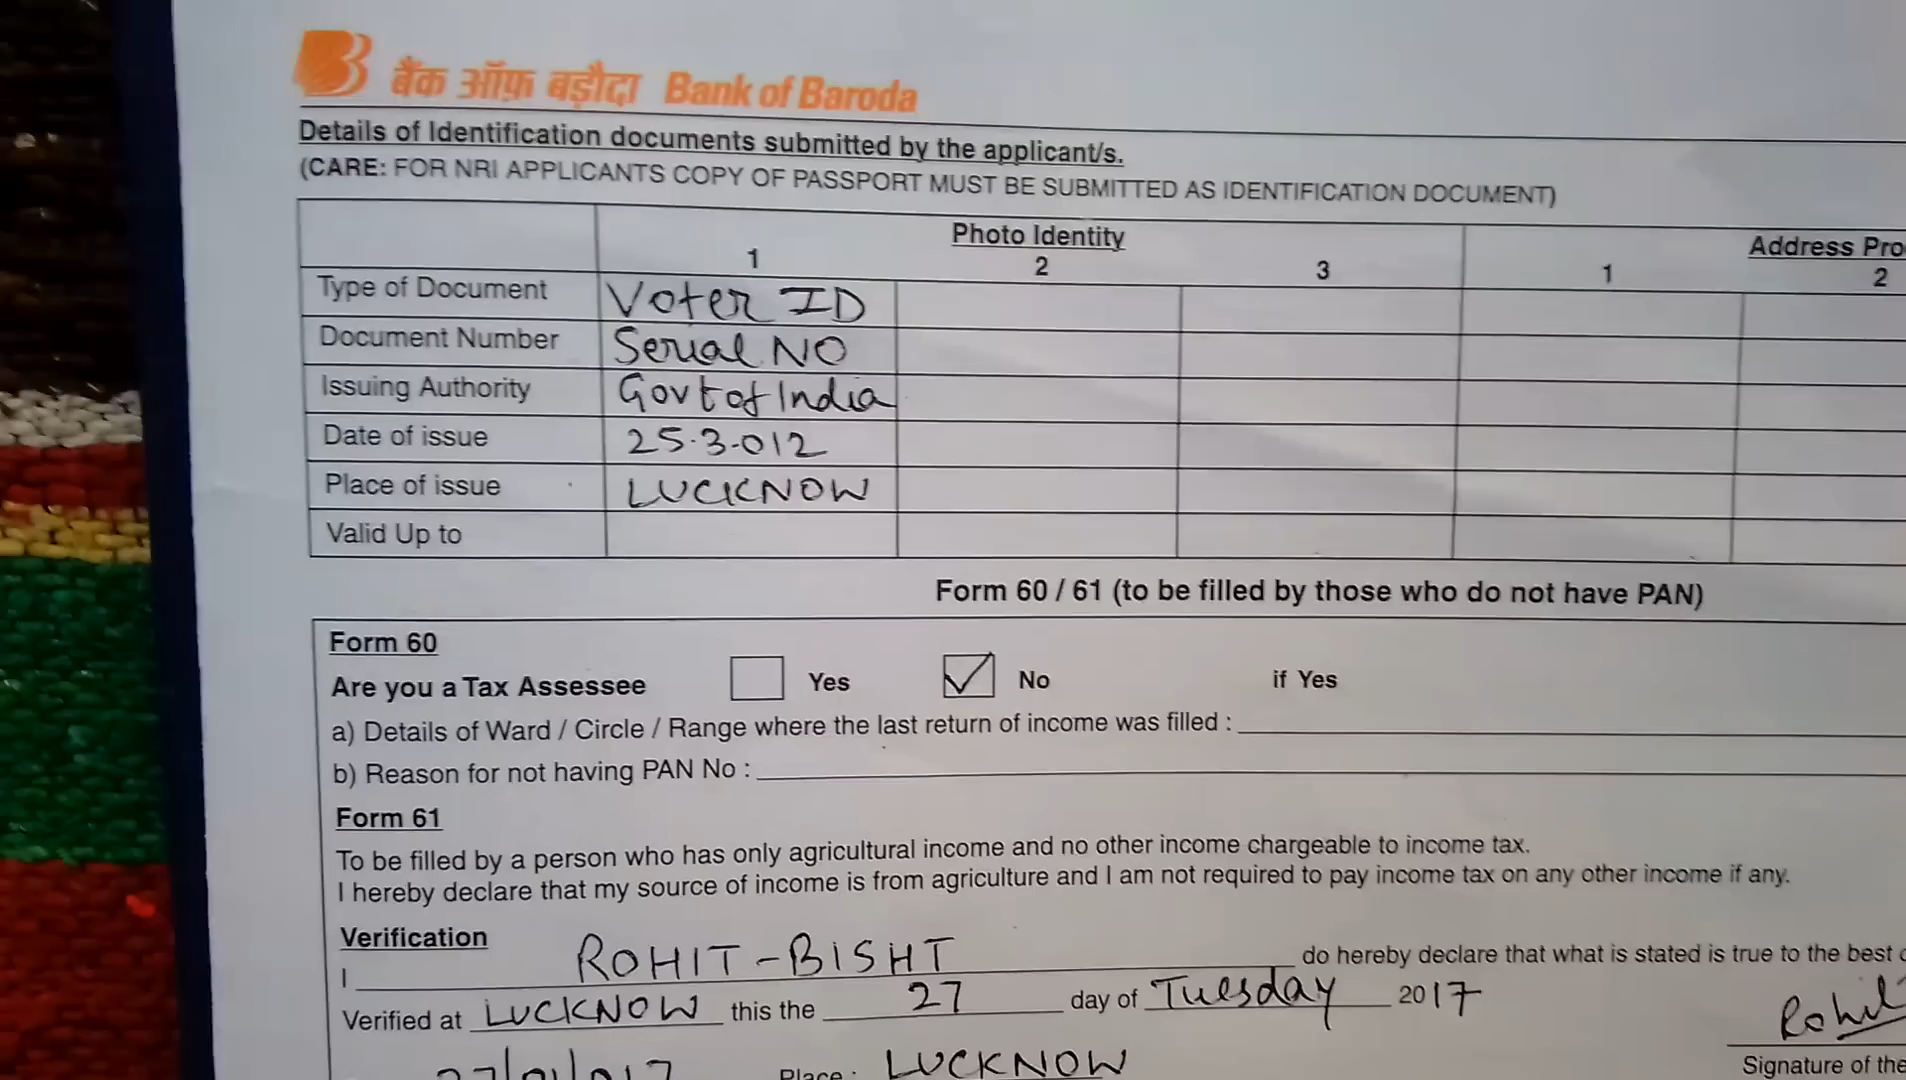 बैंक ऑफ़ बड़ौदा Bank of Baroda
Details of Identification documents submitted by the applicant/s.
(CARE: FOR NRI APPLICANTS COPY OF PASSPORT MUST BE SUBMITTED AS IDENTIFICATION DOCUMENT)
Photo Identity Address Pro
1 2 3 1 2
Type of Document Voter ID
Document Number Serial NO
Issuing Authority Govt of India
Date of issue 25.3-012
Place of issue LUCKNOW
Valid Up to
Form 60 / 61 (to be filled by those who do not have PAN)
Form 60
Are you a Tax Assessee Yes No if Yes
a) Details of Ward / Circle / Range where the last return of income was filled :
b) Reason for not having PAN No :
Form 61
To be filled by a person who has only agricultural income and no other income chargeable to income tax.
I hereby declare that my source of income is from agriculture and I am not required to pay income tax on any other income if any.
Verification
I ROHIT-BISHT do hereby declare that what is stated is true to the best
Verified at LUCKNOW this the 27 day of Tuesday 2017
Rohit
Place : LUCKNOW
Signature of the